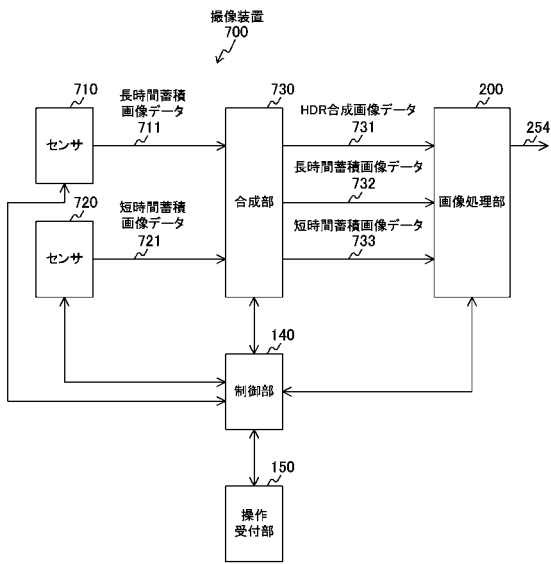 撮像装置
700
710
長時間蓄積
画像データ
711
センサ
730
合成部
HDR合成画像データ
731
長時間蓄積画像データ
732
短時間蓄積画像データ
733
200
画像処理部
254
720
短時間蓄積
画像データ
721
センサ
140
制御部
150
操作
受付部